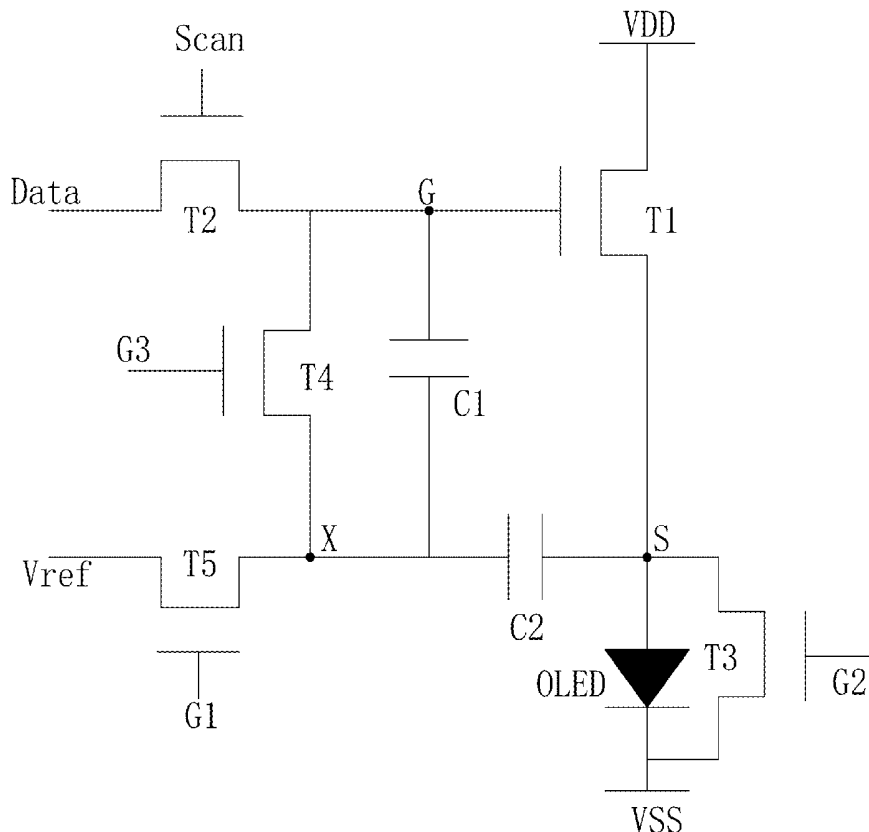 Scan
VDD
Data
T2
G
T1
G3
T4
C1
Vref
T5
X
C2
S
G1
OLED
T3
G2
VSS